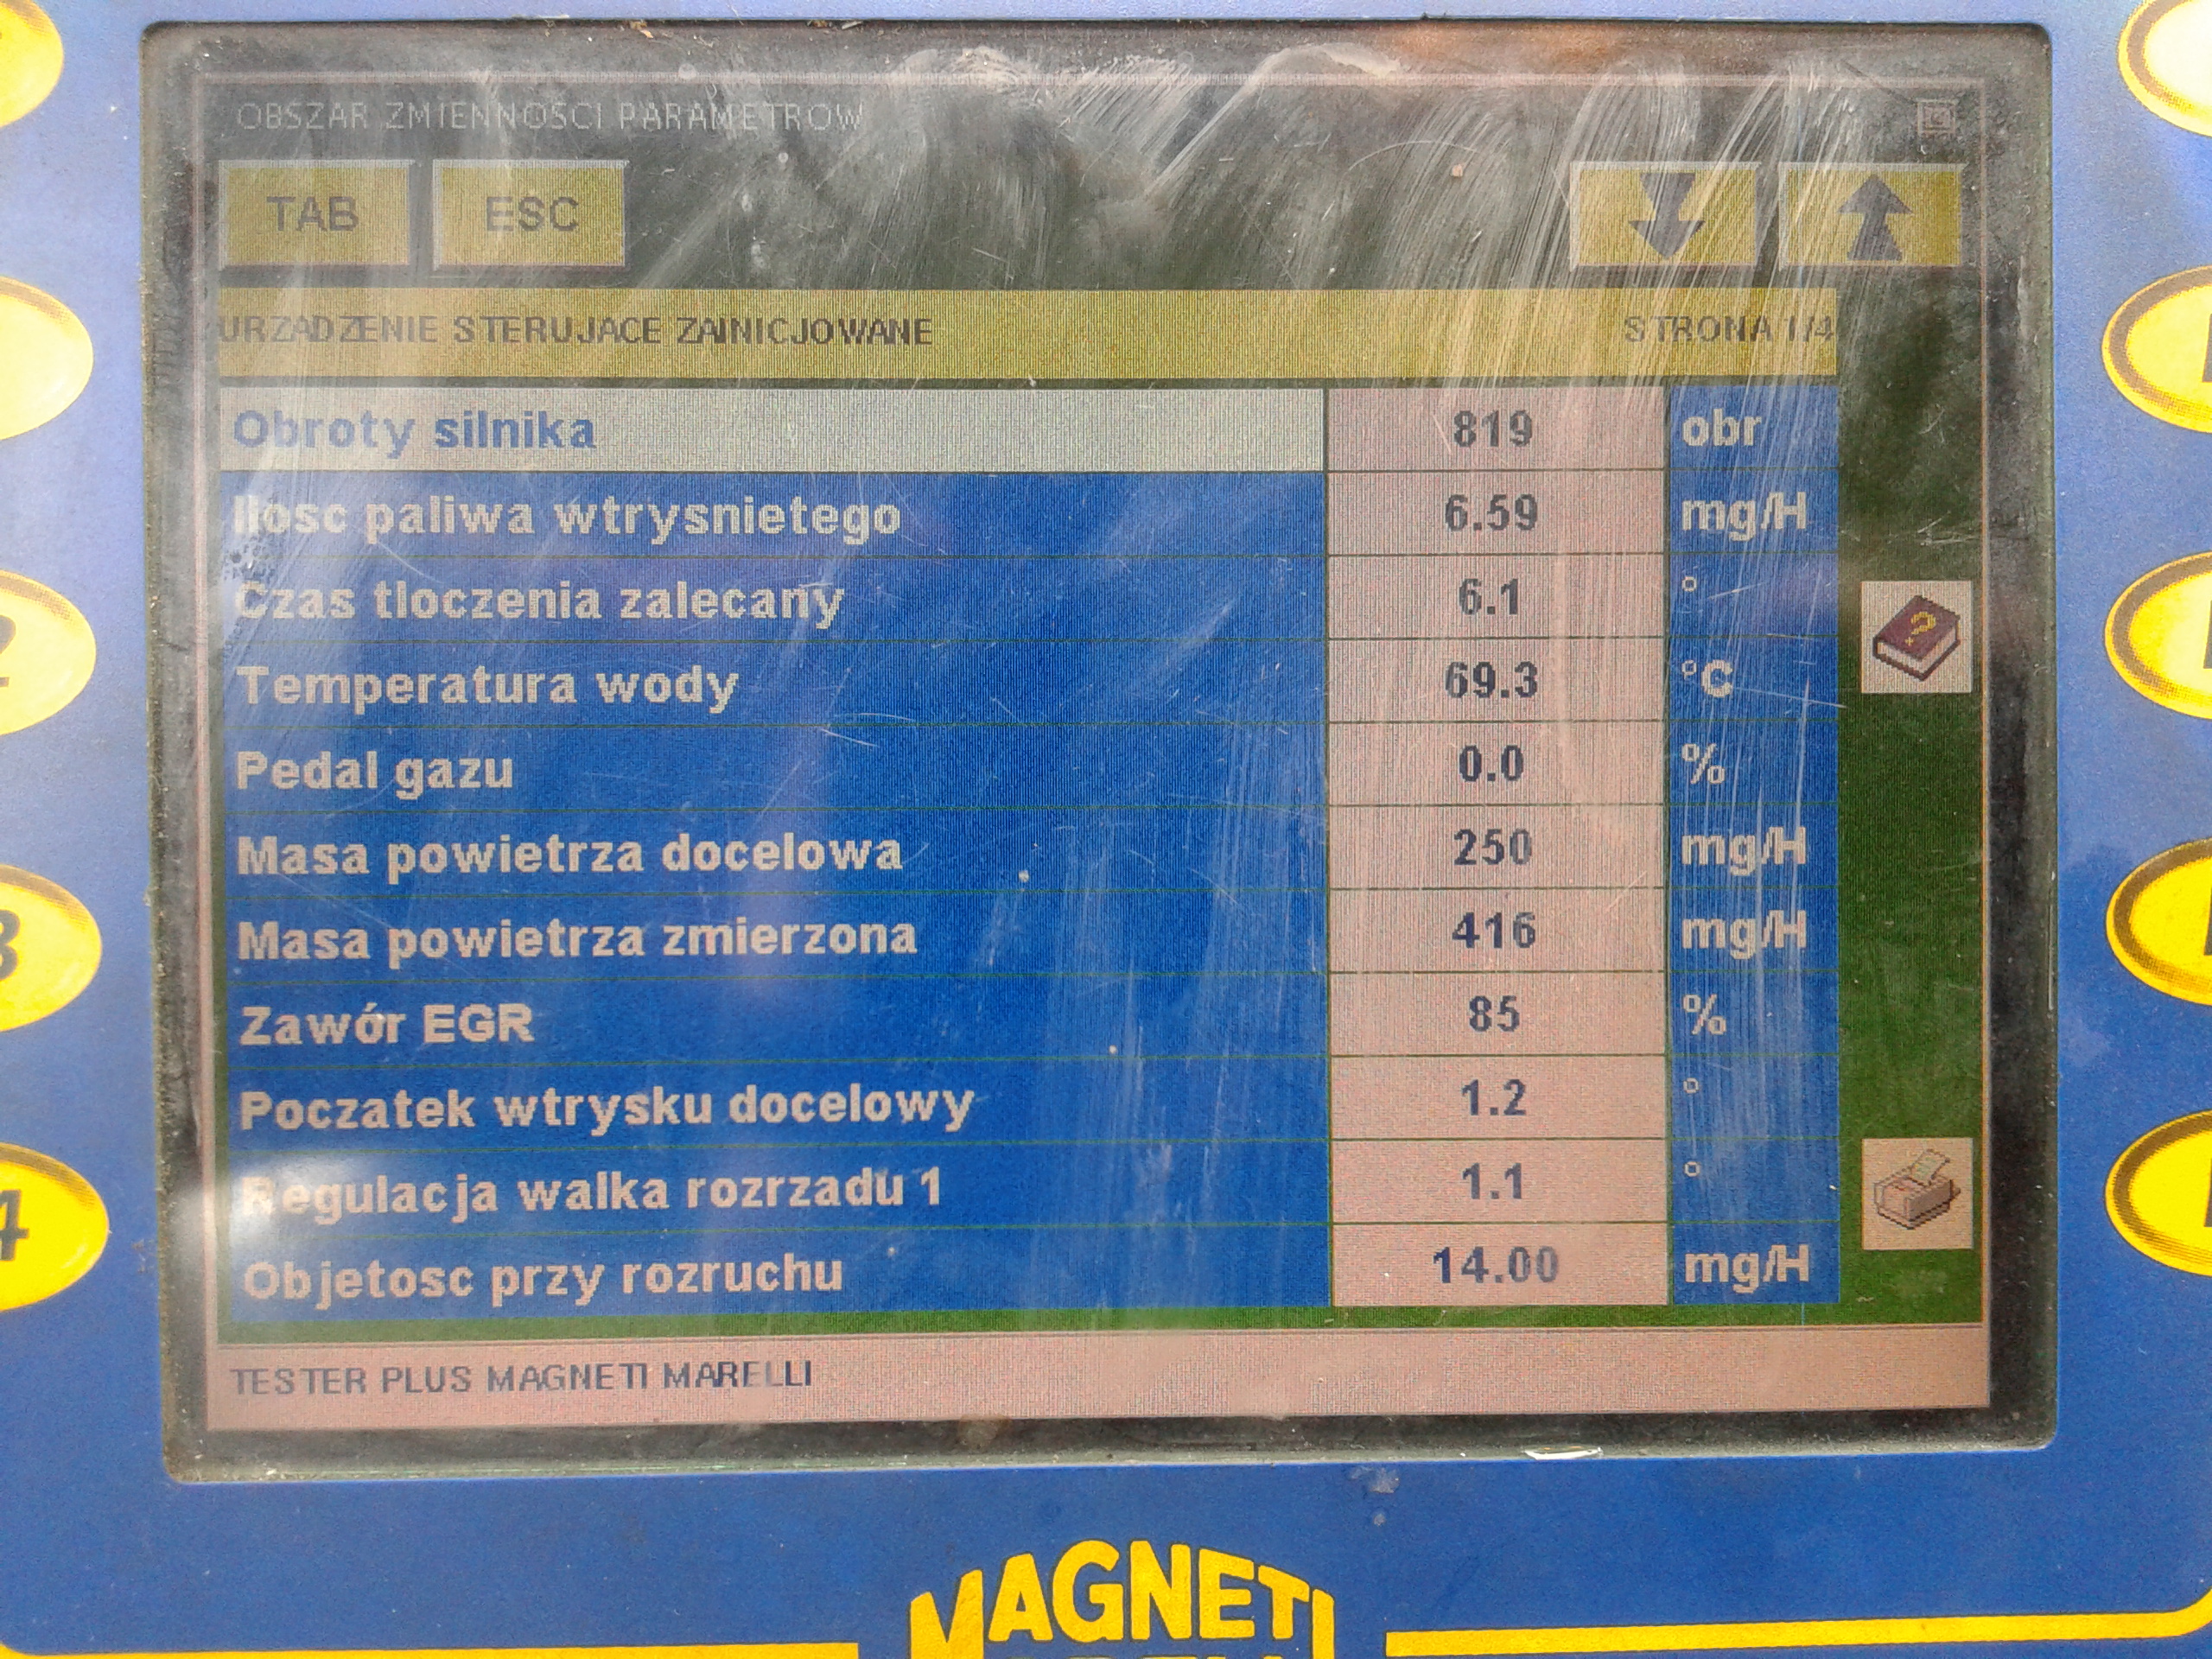 OBSZAR ZMIENNOSCI PARAMETROW
TAB ESC
URZADZENIE STERUJACE ZAINICJOWANE STRONA 1/4
Obroty silnika 819 obr
Ilosc paliwa wtrysnietego 6.59 mg/H
Czas tloczenia zalecany 6.1 °
Temperatura wody 69.3 °C
Pedal gazu 0.0 %
Masa powietrza docelowa 250 mg/H
Masa powietrza zmierzona 416 mg/H
Zawór EGR 85 %
Poczatek wtrysku docelowy 1.2 °
Regulacja walka rozrzadu 1 1.1 °
Objetosc przy rozruchu 14.00 mg/H
?
TESTER PLUS MAGNETI MARELLI
2
3
4
MAGNETI